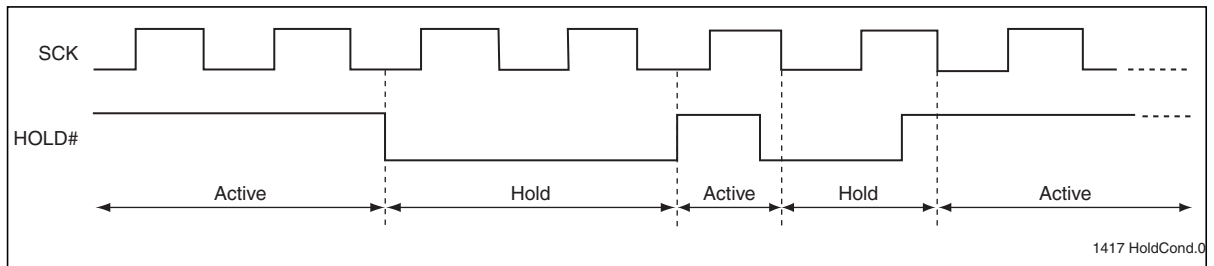 SCK
HOLD#
Active
Hold
Active
Hold
Active
1417 HoldCond.0